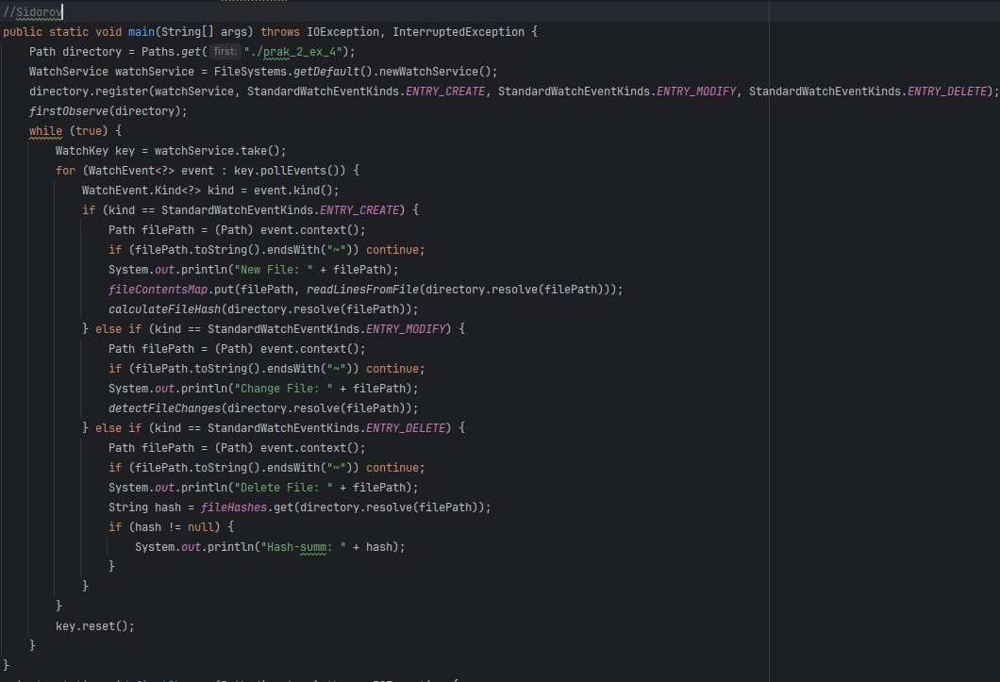 //Sidorov
public static void main(String[] args) throws IOException, InterruptedException {
    Path directory = Paths.get( first: "./prak_2_ex_4");
    WatchService watchService = FileSystems.getDefault().newWatchService();
    directory.register(watchService, StandardWatchEventKinds.ENTRY_CREATE, StandardWatchEventKinds.ENTRY_MODIFY, StandardWatchEventKinds.ENTRY_DELETE);
    firstObserve(directory);
    while (true) {
        WatchKey key = watchService.take();
        for (WatchEvent<?> event : key.pollEvents()) {
            WatchEvent.Kind<?> kind = event.kind();
            if (kind == StandardWatchEventKinds.ENTRY_CREATE) {
                Path filePath = (Path) event.context();
                if (filePath.toString().endsWith("~")) continue;
                System.out.println("New File: " + filePath);
                fileContentsMap.put(filePath, readLinesFromFile(directory.resolve(filePath)));
                calculateFileHash(directory.resolve(filePath));
            } else if (kind == StandardWatchEventKinds.ENTRY_MODIFY) {
                Path filePath = (Path) event.context();
                if (filePath.toString().endsWith("~")) continue;
                System.out.println("Change File: " + filePath);
                detectFileChanges(directory.resolve(filePath));
            } else if (kind == StandardWatchEventKinds.ENTRY_DELETE) {
                Path filePath = (Path) event.context();
                if (filePath.toString().endsWith("~")) continue;
                System.out.println("Delete File: " + filePath);
                String hash = fileHashes.get(directory.resolve(filePath));
                if (hash != null) {
                    System.out.println("Hash-summ: " + hash);
                }
            }
        }
        key.reset();
    }
}